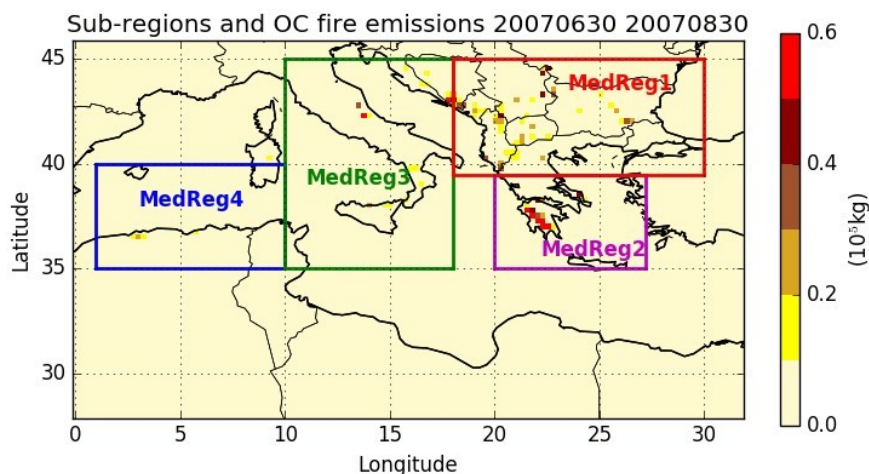 Sub-regions and OC fire emissions 20070630 20070830
45
40
35
30
Latitude
MedReg1
MedReg3
MedReg4
MedReg2
0 5 10 15 20 25 30
Longitude
0.6
0.4
0.2
0.0
(10⁵kg)